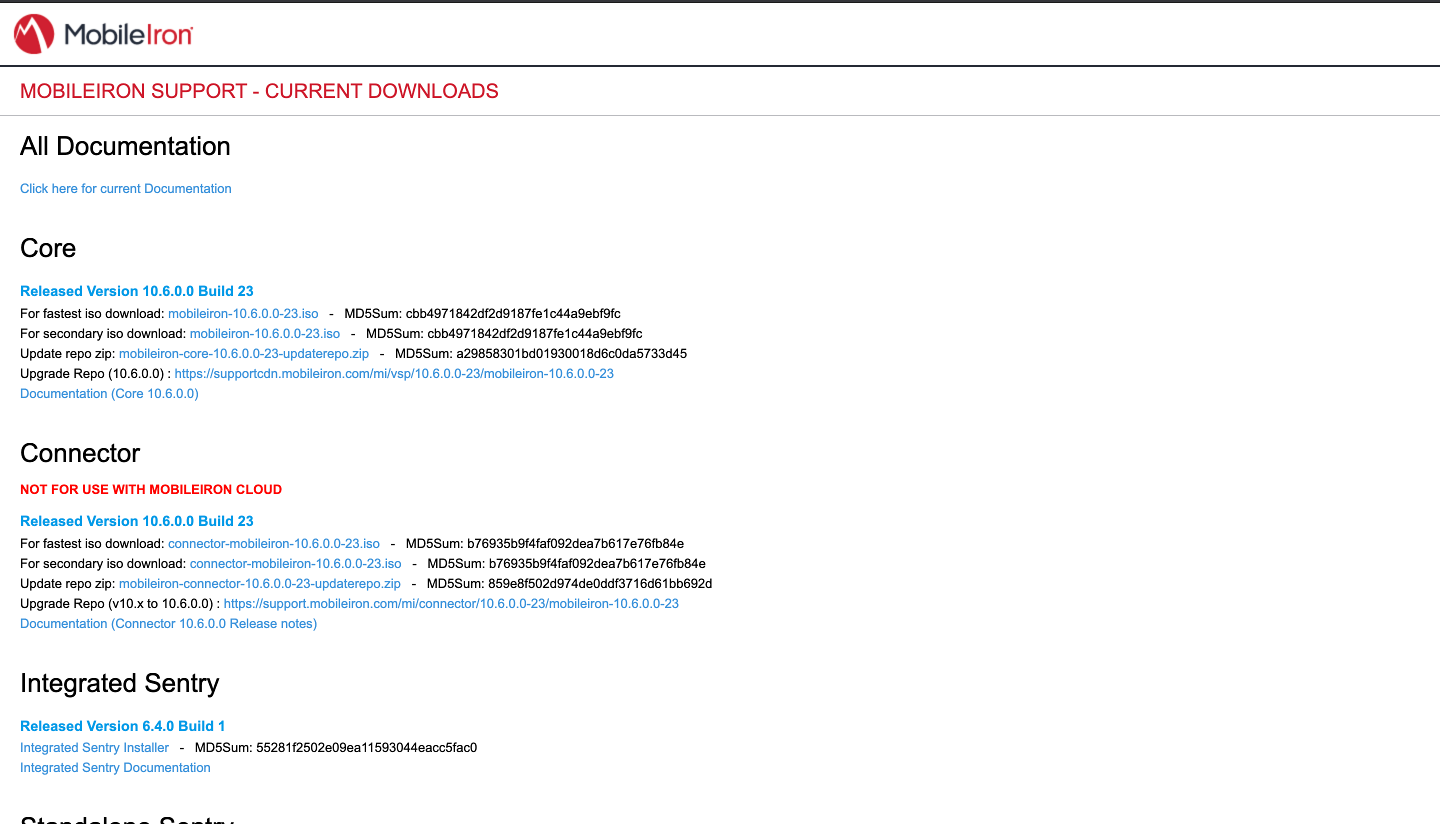 MobileIron
MOBILEIRON SUPPORT - CURRENT DOWNLOADS
All Documentation
Click here for current Documentation
Core
Released Version 10.6.0.0 Build 23
For fastest iso download: mobileiron-10.6.0.0-23.iso - MD5Sum: cbb4971842df2d9187fe1c44a9ebf9fc
For secondary iso download: mobileiron-10.6.0.0-23.iso - MD5Sum: cbb4971842df2d9187fe1c44a9ebf9fc
Update repo zip: mobileiron-core-10.6.0.0-23-updaterepo.zip - MD5Sum: a29858301bd01930018d6c0da5733d45
Upgrade Repo (10.6.0.0) : https://supportcdn.mobileiron.com/mi/vsp/10.6.0.0-23/mobileiron-10.6.0.0-23
Documentation (Core 10.6.0.0)
Connector
NOT FOR USE WITH MOBILEIRON CLOUD
Released Version 10.6.0.0 Build 23
For fastest iso download: connector-mobileiron-10.6.0.0-23.iso - MD5Sum: b76935b9f4faf092dea7b617e76fb84e
For secondary iso download: connector-mobileiron-10.6.0.0-23.iso - MD5Sum: b76935b9f4faf092dea7b617e76fb84e
Update repo zip: mobileiron-connector-10.6.0.0-23-updaterepo.zip - MD5Sum: 859e8f502d974de0ddf3716d61bb692d
Upgrade Repo (v10.x to 10.6.0.0) : https://support.mobileiron.com/mi/connector/10.6.0.0-23/mobileiron-10.6.0.0-23
Documentation (Connector 10.6.0.0 Release notes)
Integrated Sentry
Released Version 6.4.0 Build 1
Integrated Sentry Installer - MD5Sum: 55281f2502e09ea11593044eacc5fac0
Integrated Sentry Documentation
Standalone Sentry